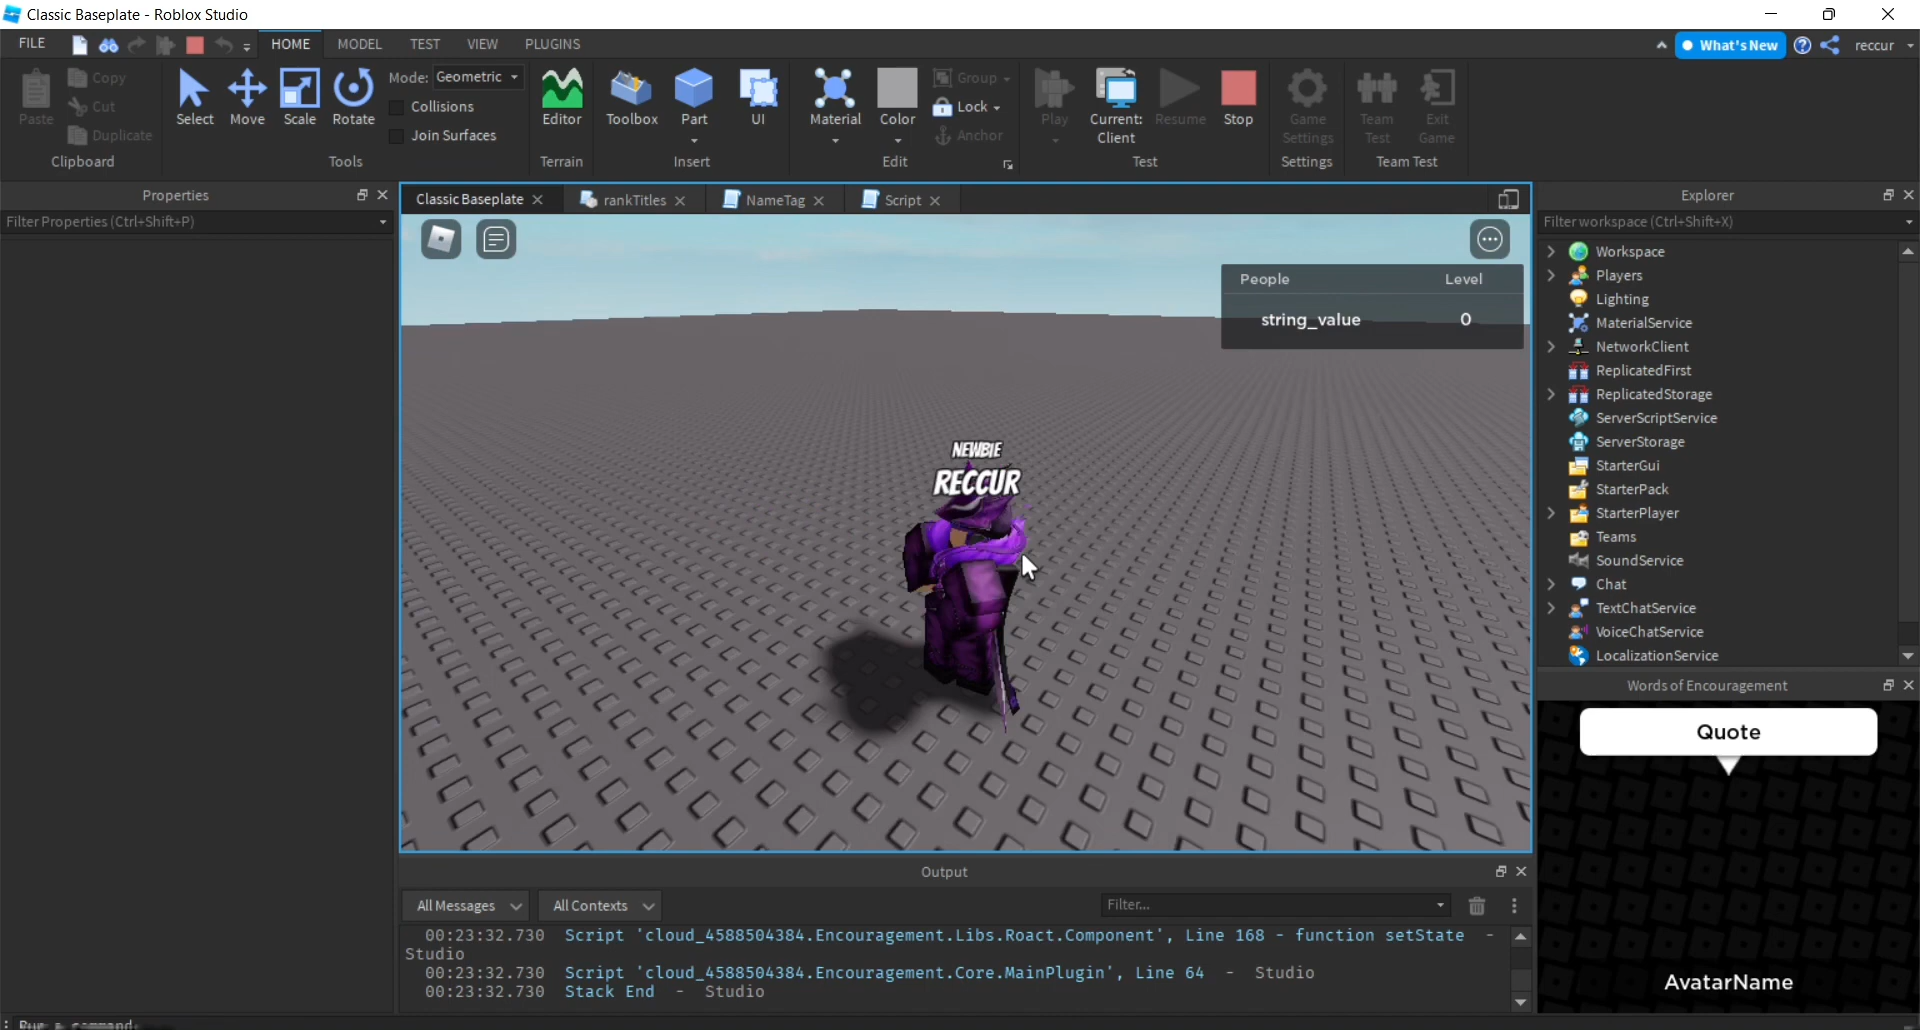 Classic Baseplate - Roblox Studio
FILE HOME MODEL TEST VIEW PLUGINS What's New reccur
Paste Copy Cut Duplicate Clipboard
Select Move Scale Rotate Mode: Geometric Collisions Join Surfaces Tools
Editor Terrain
Toolbox Part UI Insert
Material Color Group Lock Anchor Edit
Play Current: Client Resume Stop Test
Game Settings Settings
Team Test Exit Game Team Test
Properties
Filter Properties (Ctrl+Shift+P)
Classic Baseplate rankTitles NameTag Script
People Level
string_value 0
NEWBIE
RECCUR
Explorer
Filter workspace (Ctrl+Shift+X)
Workspace
Players
Lighting
MaterialService
NetworkClient
ReplicatedFirst
ReplicatedStorage
ServerScriptService
ServerStorage
StarterGui
StarterPack
StarterPlayer
Teams
SoundService
Chat
TextChatService
VoiceChatService
LocalizationService
Words of Encouragement
Quote
AvatarName
Output
All Messages All Contexts Filter...
00:23:32.730 Script 'cloud_4588504384.Encouragement.Libs.Roact.Component', Line 168 - function setState -
Studio
00:23:32.730 Script 'cloud_4588504384.Encouragement.Core.MainPlugin', Line 64 - Studio
00:23:32.730 Stack End - Studio
Run a command